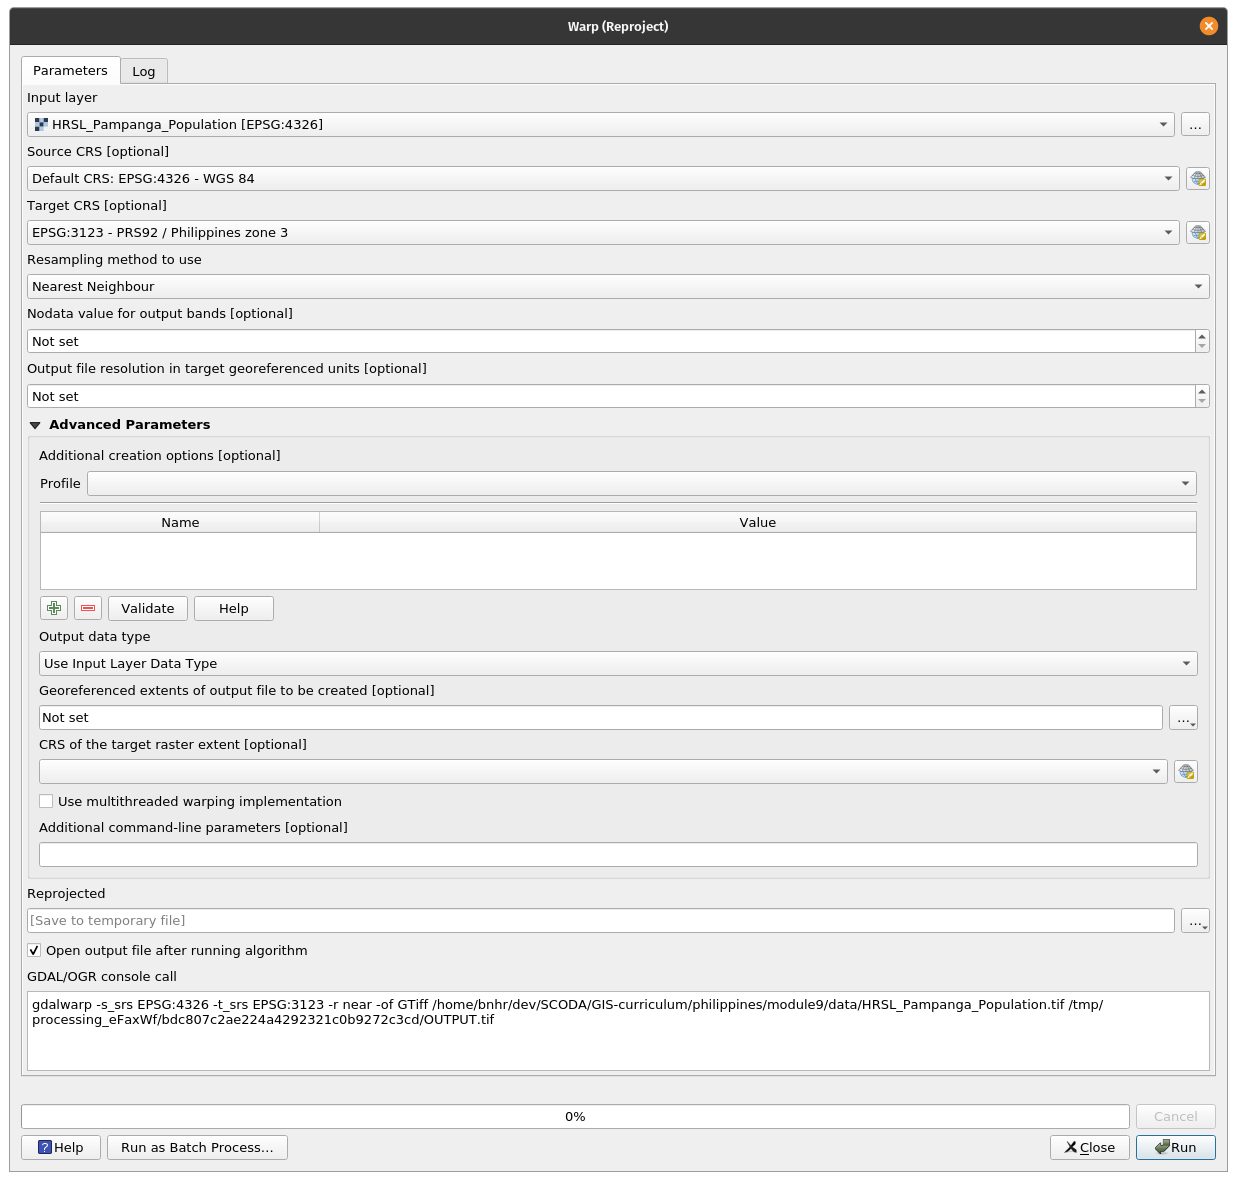 Warp (Reproject)
Parameters
Log
Input layer
HRSL_Pampanga_Population [EPSG:4326]
...
Source CRS [optional]
Default CRS: EPSG:4326 - WGS 84
Target CRS [optional]
EPSG:3123 - PRS92 / Philippines zone 3
Resampling method to use
Nearest Neighbour
Nodata value for output bands [optional]
Not set
Output file resolution in target georeferenced units [optional]
Not set
Advanced Parameters
Additional creation options [optional]
Profile
Name Value
Validate Help
Output data type
Use Input Layer Data Type
Georeferenced extents of output file to be created [optional]
Not set
...
CRS of the target raster extent [optional]
Use multithreaded warping implementation
Additional command-line parameters [optional]
Reprojected
[Save to temporary file]
...
Open output file after running algorithm
GDAL/OGR console call
gdalwarp -s_srs EPSG:4326 -t_srs EPSG:3123 -r near -of GTiff /home/bnhr/dev/SCODA/GIS-curriculum/philippines/module9/data/HRSL_Pampanga_Population.tif /tmp/
processing_eFaxWf/bdc807c2ae224a4292321c0b9272c3cd/OUTPUT.tif
0%
Cancel
Help
Run as Batch Process...
Close
Run